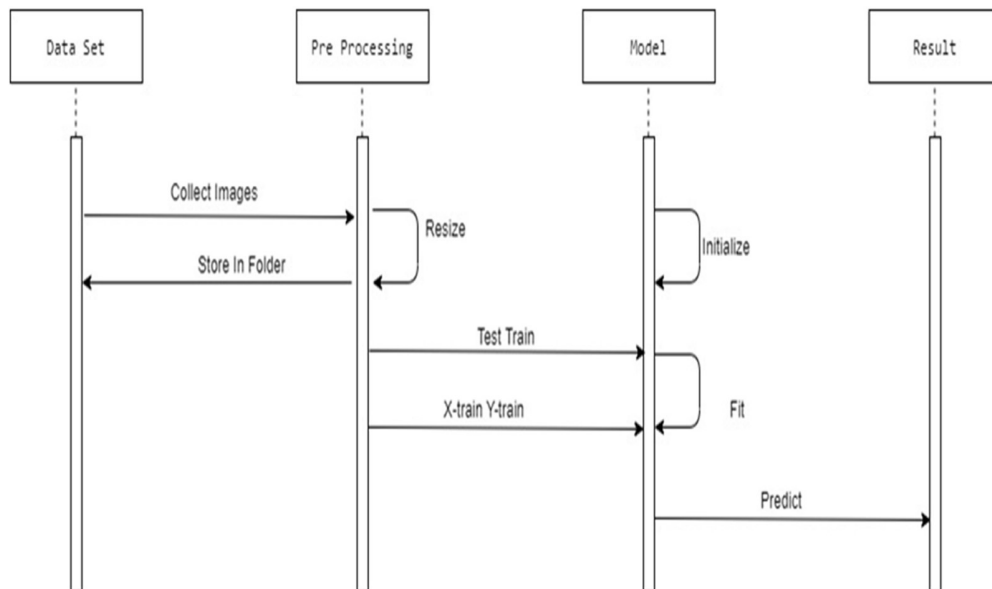 Data Set
Pre Processing
Model
Result
Collect Images
Resize
Initialize
Store In Folder
Test Train
X-train Y-train
Fit
Predict